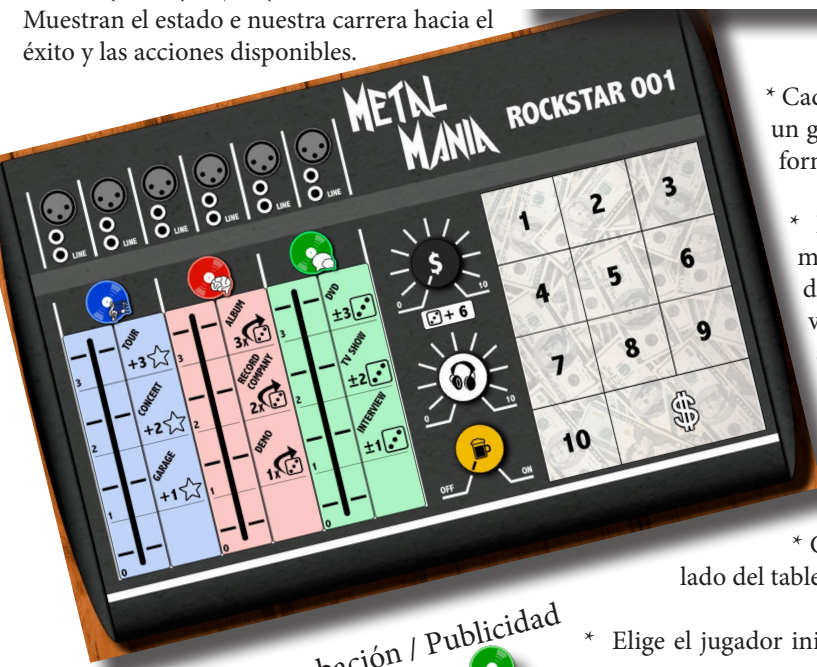 Muestran el estado e nuestra carrera hacia el
éxito y las acciones disponibles.
METAL
MANIA
ROCKSTAR 001
LINE
LINE
LINE
LINE
LINE
LINE
TOUR
+3
CONCERT
+2
GARAGE
+1
3
2
1
0
ALBUM
3x
RECORD
COMPANY
2x
DEMO
1x
3
2
1
0
DVD
±3
TV SHOW
±2
INTERVIEW
±1
3
2
1
0
$
0
10
+ 6
0
10
OFF
ON
1
2
3
4
5
6
7
8
9
10
$
*
un
*
*
lado del
/ Publicidad
* Elige el jugador